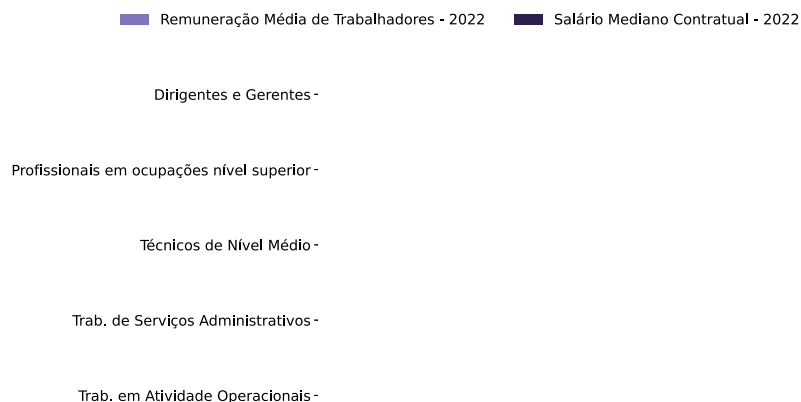 Remuneração Média de Trabalhadores - 2022 Salário Mediano Contratual - 2022
Dirigentes e Gerentes
Profissionais em ocupações nível superior
Técnicos de Nível Médio
Trab. de Serviços Administrativos
Trab. em Atividade Operacionais